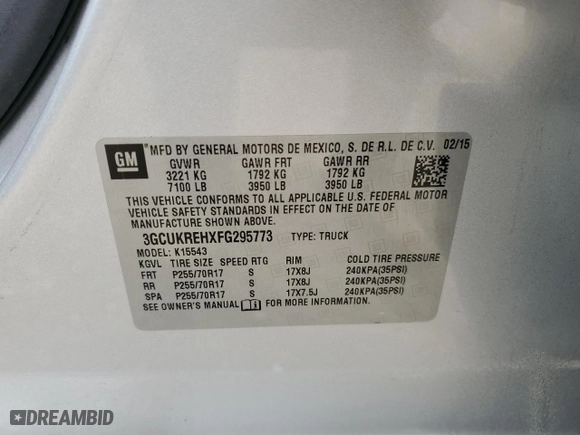 GM
MFD BY GENERAL MOTORS DE MEXICO, S. DE R.L. DE C.V. 02/15
GVWR GAWR FRT GAWR RR
3221 KG 1792 KG 1792 KG
7100 LB 3950 LB 3950 LB
THIS VEHICLE CONFORMS TO ALL APPLICABLE U.S. FEDERAL MOTOR
VEHICLE SAFETY STANDARDS IN EFFECT ON THE DATE OF
MANUFACTURE SHOWN ABOVE.
3GCUKREHXFG295773 TYPE: TRUCK
MODEL: K15543
KGVL TIRE SIZE SPEED RTG RIM COLD TIRE PRESSURE
FRT P255/70R17 S 17X8J 240KPA(35PSI)
RR P255/70R17 S 17X8J 240KPA(35PSI)
SPA P255/70R17 S 17X7.5J 240KPA(35PSI)
SEE OWNER'S MANUAL FOR MORE INFORMATION.
DREAMBID